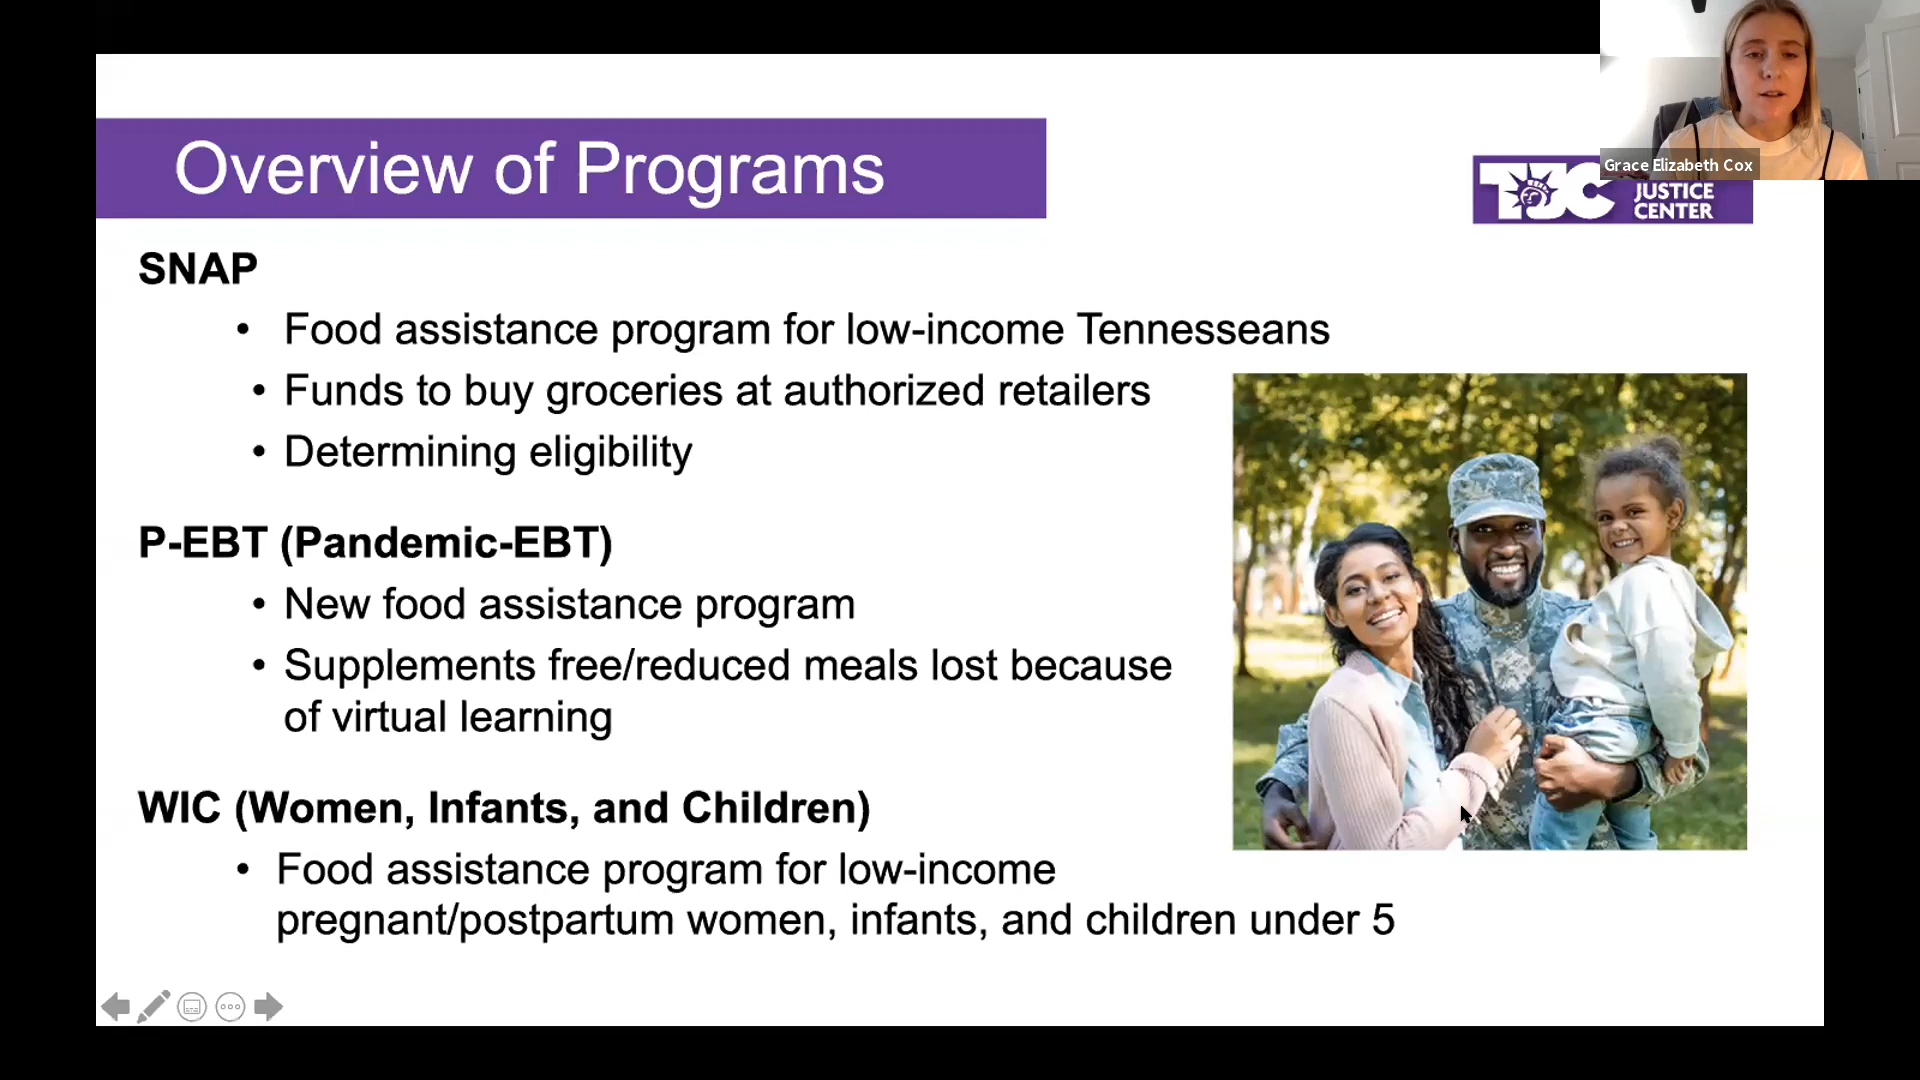 Grace Elizabeth Cox
Overview of Programs
TJC
JUSTICE
CENTER
SNAP
• Food assistance program for low-income Tennesseans
• Funds to buy groceries at authorized retailers
• Determining eligibility
P-EBT (Pandemic-EBT)
• New food assistance program
• Supplements free/reduced meals lost because
of virtual learning
WIC (Women, Infants, and Children)
• Food assistance program for low-income
pregnant/postpartum women, infants, and children under 5